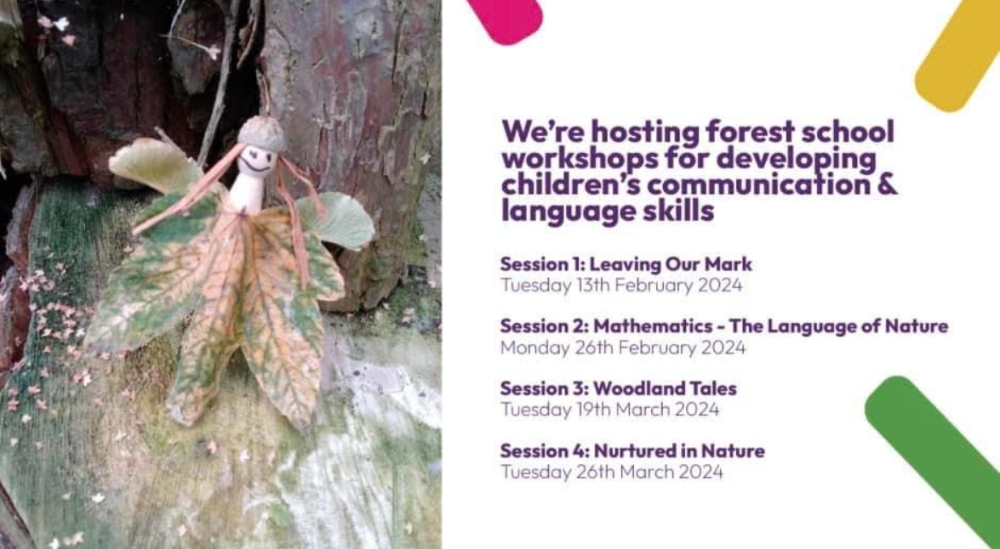 We're hosting forest school
workshops for developing
children's communication &
language skills
Session 1: Leaving Our Mark
Tuesday 13th February 2024
Session 2: Mathematics - The Language of Nature
Monday 26th February 2024
Session 3: Woodland Tales
Tuesday 19th March 2024
Session 4: Nurtured in Nature
Tuesday 26th March 2024